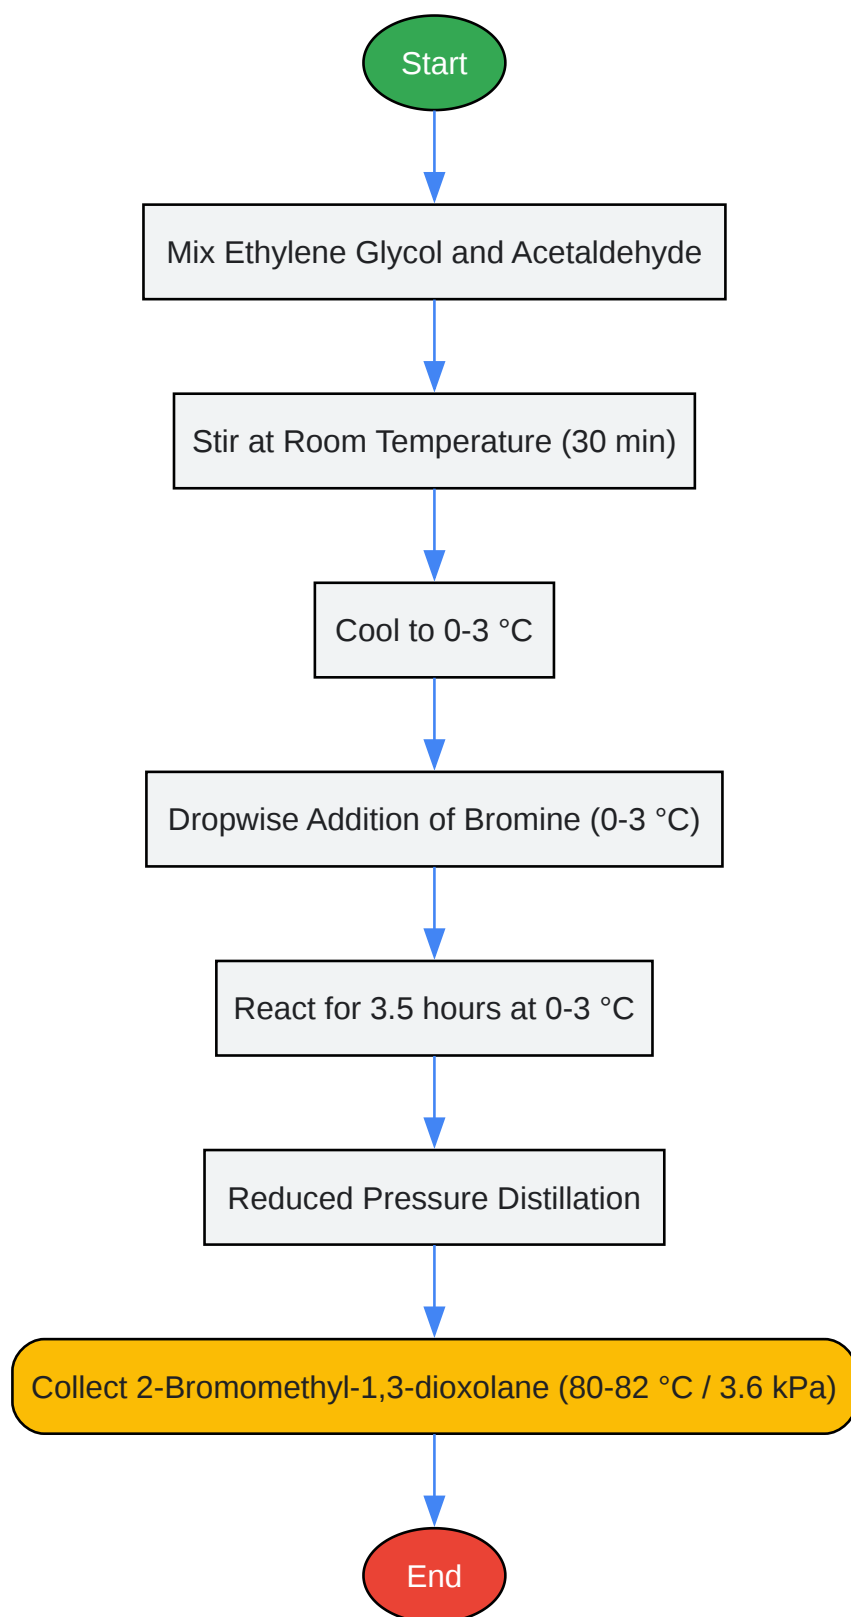 Start
Mix Ethylene Glycol and Acetaldehyde
Stir at Room Temperature (30 min)
Cool to 0-3 °C
Dropwise Addition of Bromine (0-3 °C)
React for 3.5 hours at 0-3 °C
Reduced Pressure Distillation
Collect 2-Bromomethyl-1,3-dioxolane (80-82 °C / 3.6 kPa)
End